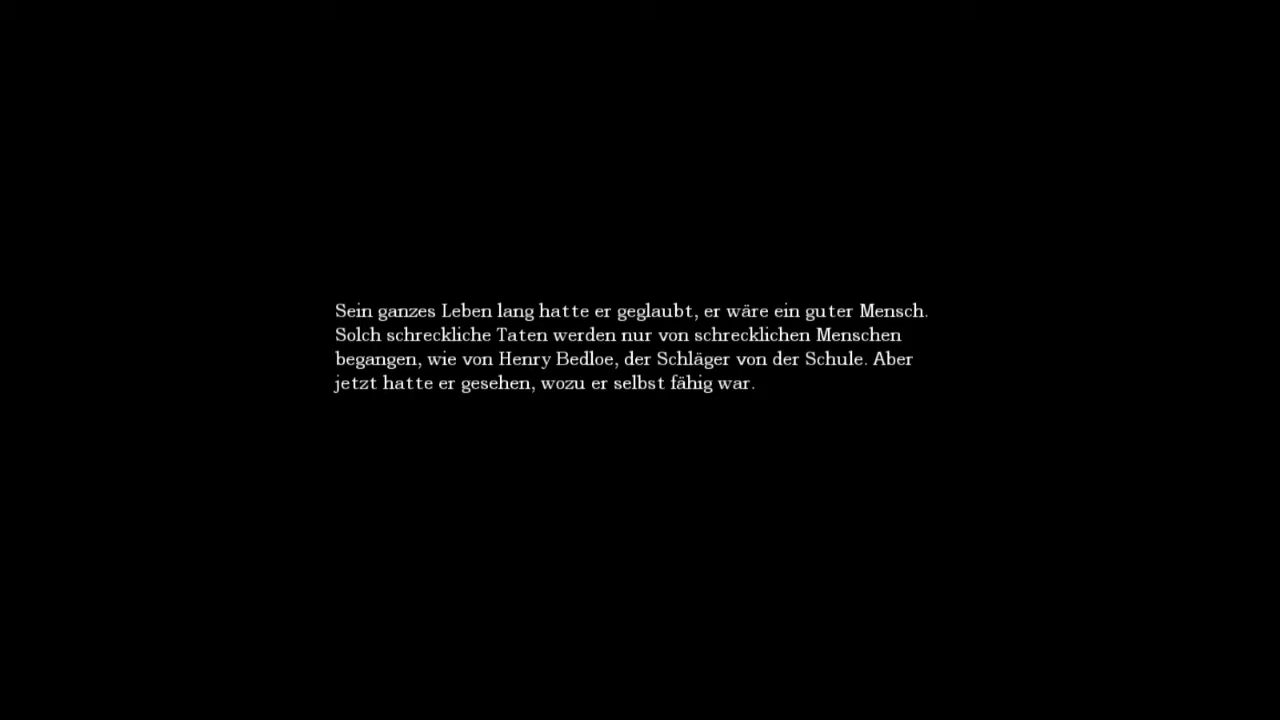 Sein ganzes Leben lang hatte er geglaubt, er wäre ein guter Mensch.
Solch schreckliche Taten werden nur von schrecklichen Menschen
begangen, wie von Henry Bedloe, der Schläger von der Schule. Aber
jetzt hatte er gesehen, wozu er selbst fähig war.